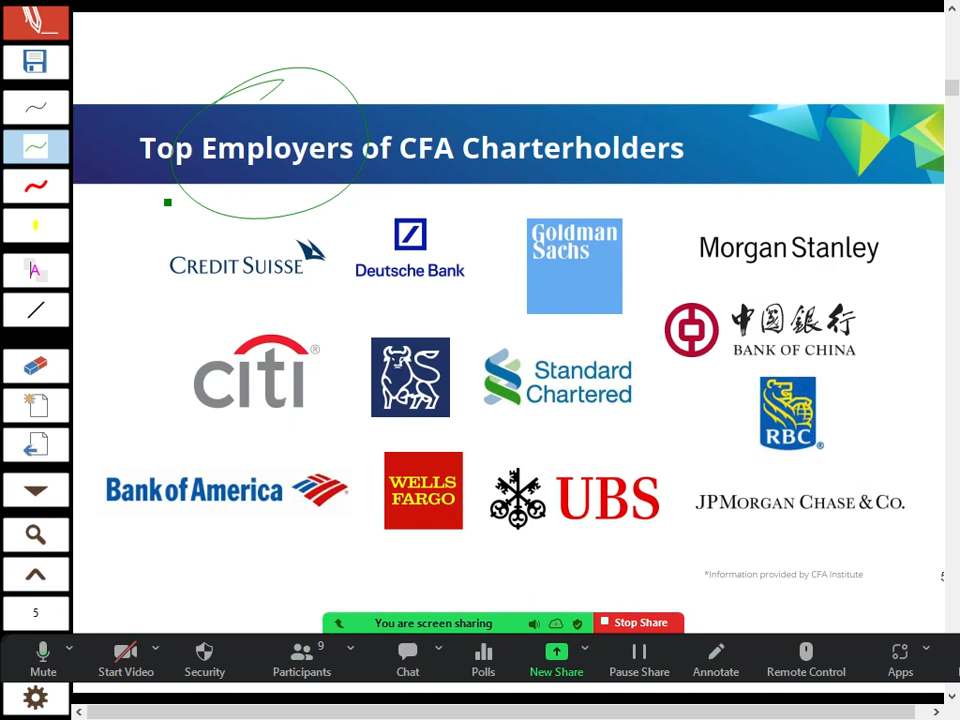 Top Employers of CFA Charterholders
CREDIT SUISSE
Deutsche Bank
Goldman
Sachs
Morgan Stanley
中国銀行
BANK OF CHINA
citi®
Standard
Chartered
RBC®
Bank of America
WELLS
FARGO
UBS
JPMORGAN CHASE & CO.
*Information provided by CFA Institute
A
5
You are screen sharing
Stop Share
Mute
Start Video
Security
9
Participants
Chat
Polls
New Share
Pause Share
Annotate
Remote Control
Apps